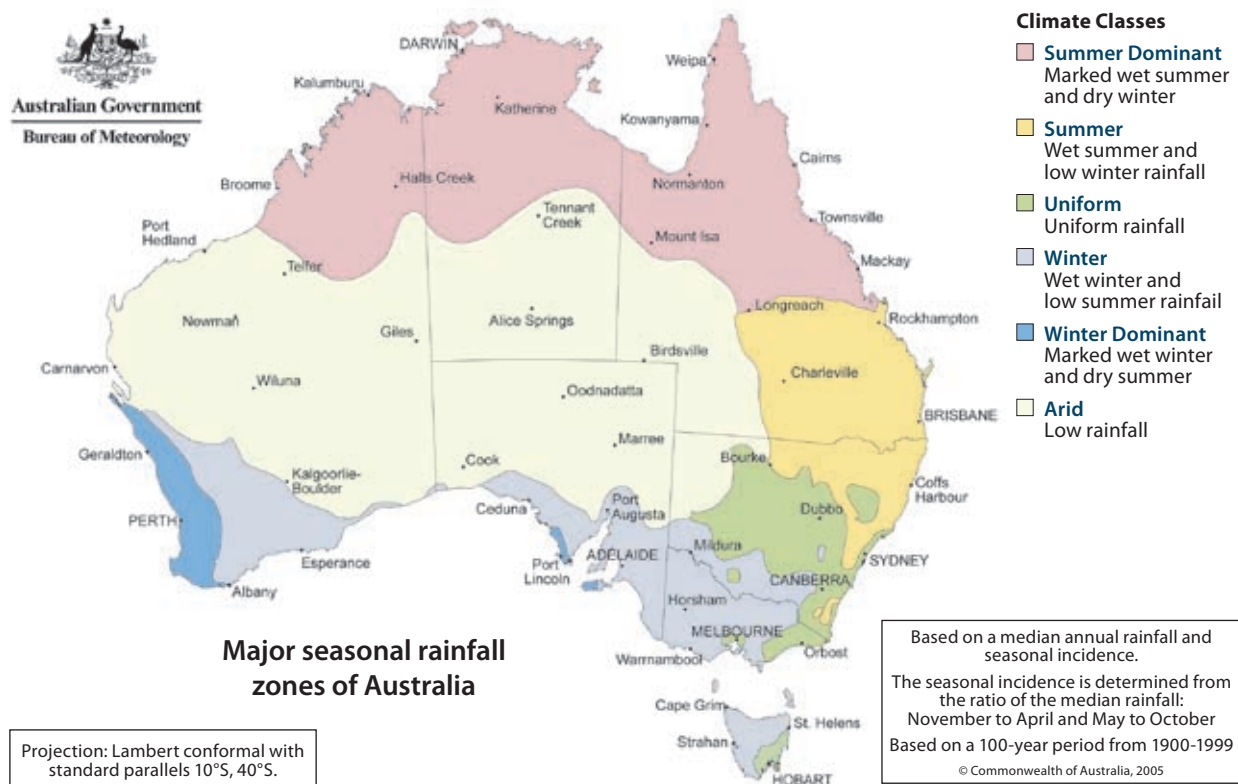 Australian Government
Bureau of Meteorology
Climate Classes
Summer Dominant
Marked wet summer
and dry winter
Summer
Wet summer and
low winter rainfall
Uniform
Uniform rainfall
Winter
Wet winter and
low summer rainfail
Winter Dominant
Marked wet winter
and dry summer
Arid
Low rainfall
DARWIN
Weipa
Kalumburu
Katherine
Kowanyama
Cairns
Broome
Halls Creek
Normanton
Tennant
Creek
Townsville
Port
Hedland
Mount Isa
Telfer
Mackay
Longreach
Newman
Alice Springs
Rockhampton
Giles
Birdsville
Carnarvon
Wiluna
Charleville
Oodnadatta
BRISBANE
Marree
Geraldton
Bourke
Cook
Kalgoorlie-
Boulder
Coffs
Harbour
Port
Augusta
Ceduna
Dubbo
PERTH
Mildura
ADELAIDE
Esperance
SYDNEY
Port
Lincoln
CANBERRA
Albany
Horsham
MELBOURNE
Orbost
Warrnambool
Cape Grim
St. Helens
Strahan
HOBART
Major seasonal rainfall
zones of Australia
Projection: Lambert conformal with
standard parallels 10°S, 40°S.
Based on a median annual rainfall and
seasonal incidence.
The seasonal incidence is determined from
the ratio of the median rainfall:
November to April and May to October
Based on a 100-year period from 1900-1999
© Commonwealth of Australia, 2005